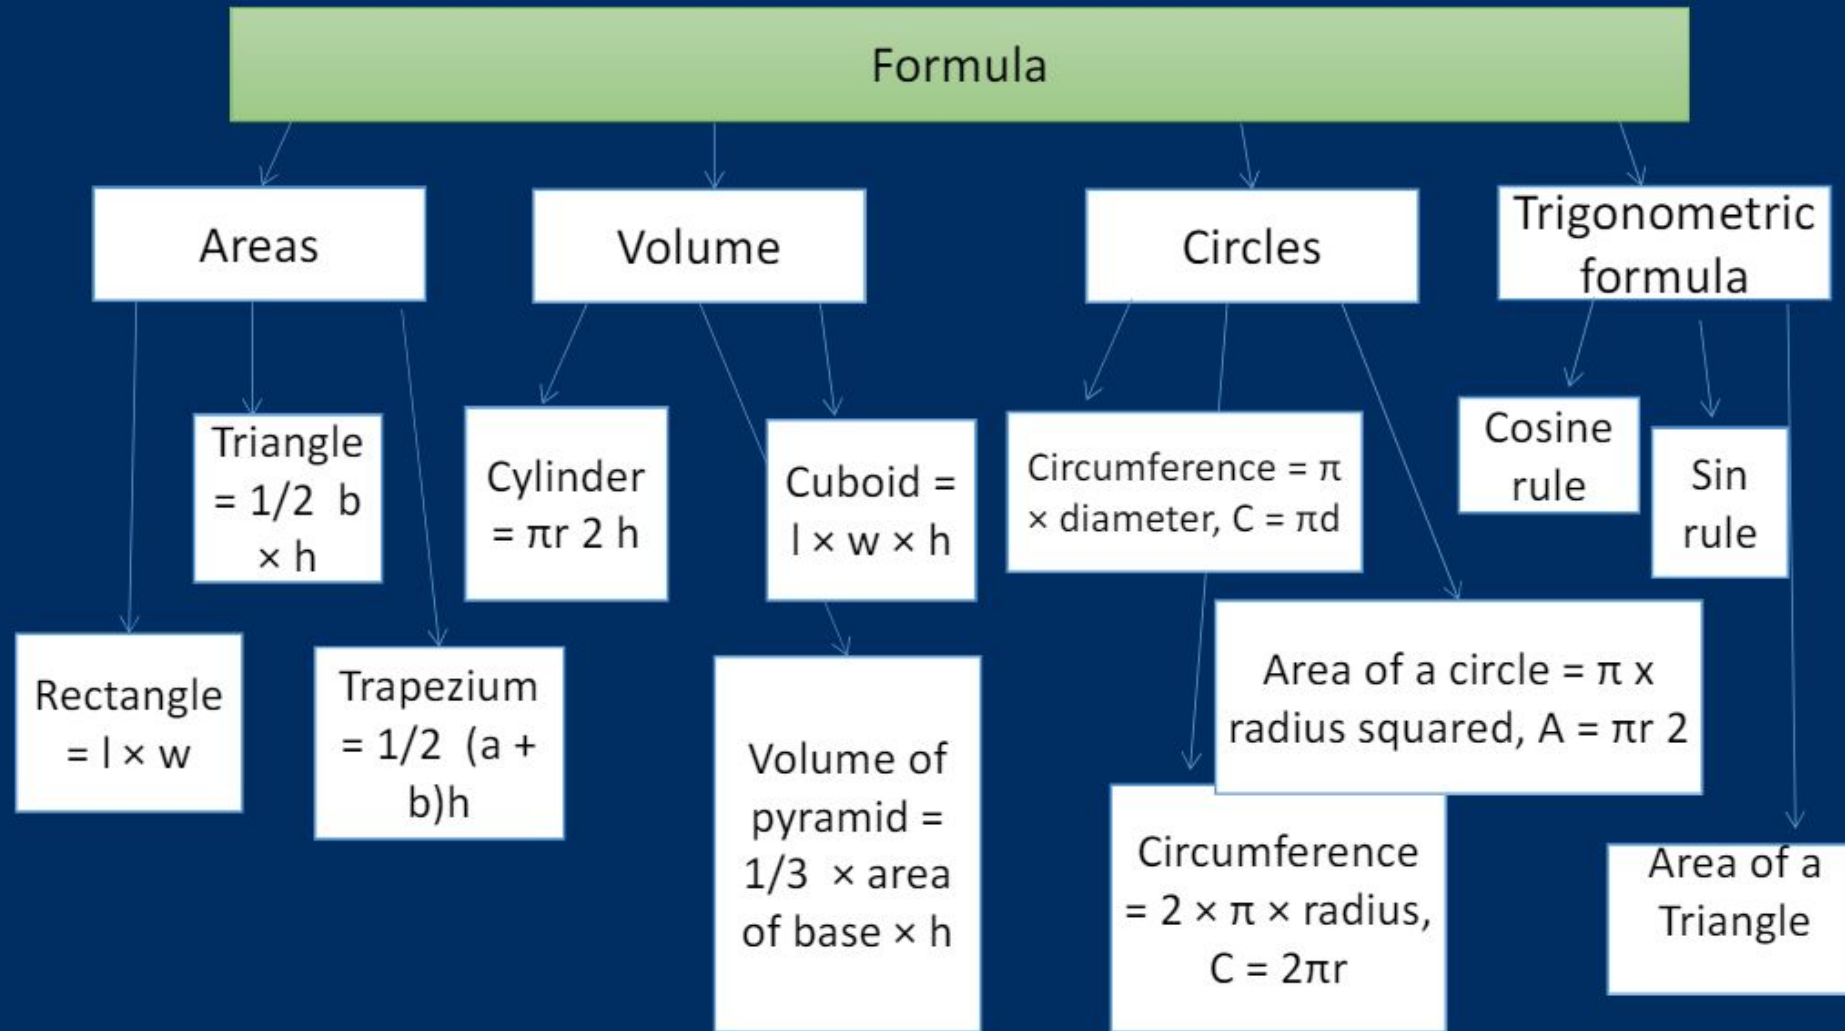 Formula
Areas
Volume
Circles
Trigonometric
formula
Triangle
= 1/2 b
× h
Cylinder
= πr 2 h
Cuboid =
l × w × h
Circumference = π
× diameter, C = πd
Cosine
rule
Sin
rule
Rectangle
= l × w
Trapezium
= 1/2 (a +
b)h
Volume of
pyramid =
1/3 × area
of base × h
Area of a circle = π x
radius squared, A = πr 2
Circumference
= 2 × π × radius,
C = 2πr
Area of a
Triangle